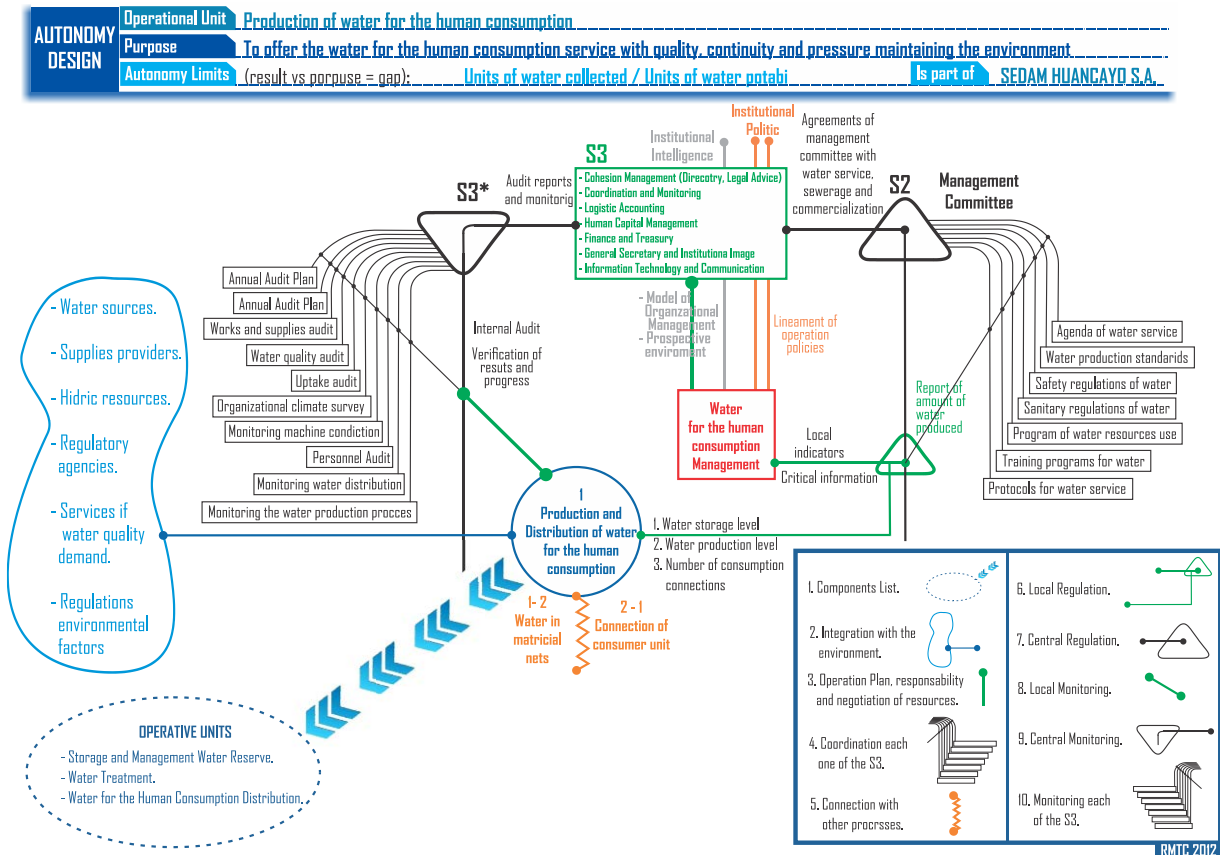 AUTONOMY
DESIGN
Operational Unit Production of water for the human consumption
Purpose To offer the water for the human consumption service with quality, continuity and pressure maintaining the environment
Autonomy Limits (result vs porpuse = gap): Units of water collected / Units of water potabi Is part of SEDAM HUANCAYO S.A.
Institutional
Politic
Institutional
Intelligence
Agreements of
management
committee with
water service,
sewerage and
commercialization
S3
- Cohesion Management (Direcotry, Legal Advice)
- Coordination and Monitoring
- Logistic Accounting
- Human Capital Management
- Finance and Treasury
- General Secretary and Instituciona Image
- Information Technology and Communication
S3*
Audit reports
and monitorig
S2
Management
Committee
Annual Audit Plan
Annual Audit Plan
Works and supplies audit
Water quality audit
Uptake audit
Organizational climate survey
Monitoring machine condiction
Personnel Audit
Monitoring water distribution
Monitoring the water production procces
Internal Audit
Verification of
resuts and
progress
- Model of
Organzational
Management
- Prospective
enviroment
Lineament of
operation
policies
Agenda of water service
Water production standards
Safety regulations of water
Sanitary regulations of water
Program of water resources use
Training programs for water
Protocols for water service
- Water sources.
- Supplies providers.
- Hidric resources.
- Regulatory
agencies.
- Services if
water quality
demand.
- Regulations
environmental
factors
Water
for the human
consumption
Management
Report of
amount of
water
produced
Local
indicators
Critical information
1
Production and
Distribution of water
for the human
consumption
1. Water storage level
2. Water production level
3. Number of consumption
connections
1- 2
Water in
matricial
nets
2 - 1
Connection of
consumer unit
OPERATIVE UNITS
- Storage and Management Water Reserve.
- Water Treatment.
- Water for the Human Consumption Distribution.
1. Components List.
2. Integration with the
environment.
3. Operation Plan, responsability
and negotiation of resources.
4. Coordination each
one of the S3.
5. Connection with
other procrsses.
6. Local Regulation.
7. Central Regulation.
8. Local Monitoring.
9. Central Monitoring.
10. Monitoring each
of the S3.
RMTC 2012